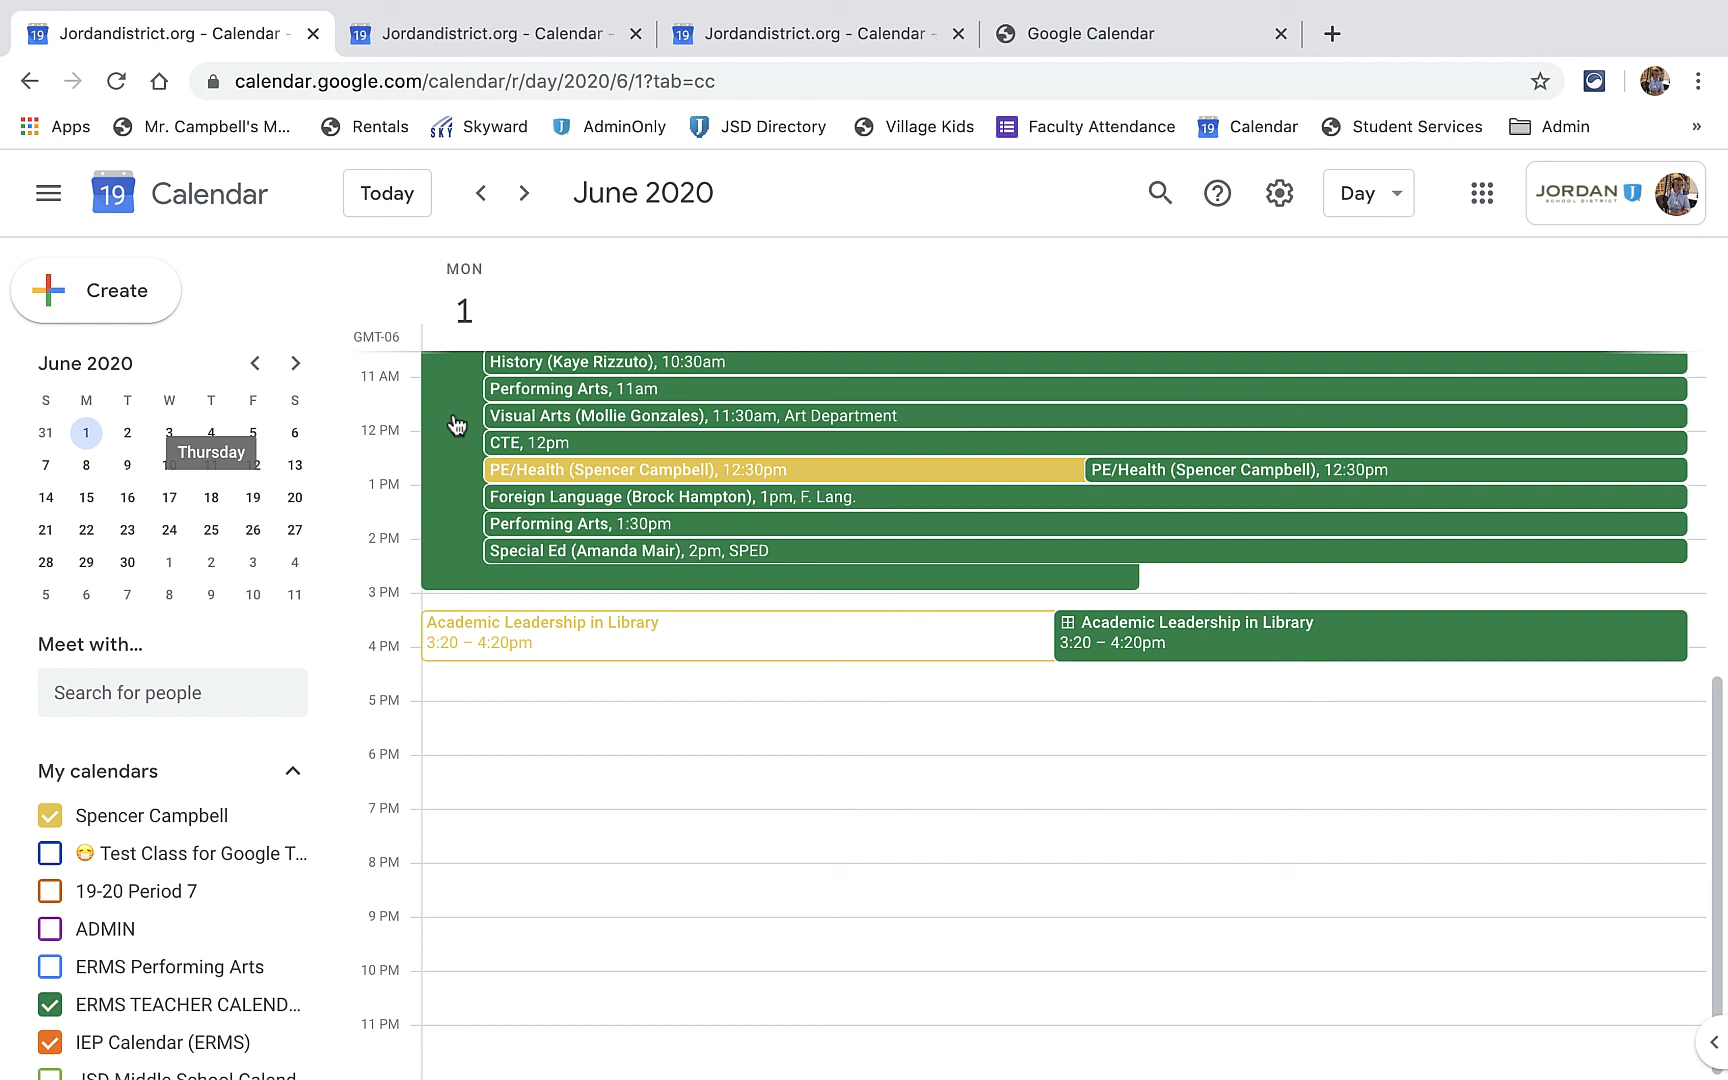 Jordandistrict.org - Calendar -
Jordandistrict.org - Calendar -
Jordandistrict.org - Calendar -
Google Calendar
calendar.google.com/calendar/r/day/2020/6/1?tab=cc
Apps
Mr. Campbell's M...
Rentals
SKY Skyward
AdminOnly
JSD Directory
Village Kids
Faculty Attendance
19 Calendar
Student Services
Admin
»
19 Calendar
Today
June 2020
Day
JORDAN
SCHOOL DISTRICT
Create
MON
1
GMT-06
June 2020
S M T W T F S
31 1 2 3 4 5 6
Thursday
7 8 9 10 11 12 13
14 15 16 17 18 19 20
21 22 23 24 25 26 27
28 29 30 1 2 3 4
5 6 7 8 9 10 11
Meet with...
Search for people
My calendars
Spencer Campbell
Test Class for Google T...
19-20 Period 7
ADMIN
ERMS Performing Arts
ERMS TEACHER CALEND...
IEP Calendar (ERMS)
JSD Middle School Calend
History (Kaye Rizzuto), 10:30am
11 AM
Performing Arts, 11am
Visual Arts (Mollie Gonzales), 11:30am, Art Department
12 PM
CTE, 12pm
PE/Health (Spencer Campbell), 12:30pm
PE/Health (Spencer Campbell), 12:30pm
1 PM
Foreign Language (Brock Hampton), 1pm, F. Lang.
Performing Arts, 1:30pm
2 PM
Special Ed (Amanda Mair), 2pm, SPED
3 PM
Academic Leadership in Library
3:20 – 4:20pm
Academic Leadership in Library
3:20 – 4:20pm
4 PM
5 PM
6 PM
7 PM
8 PM
9 PM
10 PM
11 PM